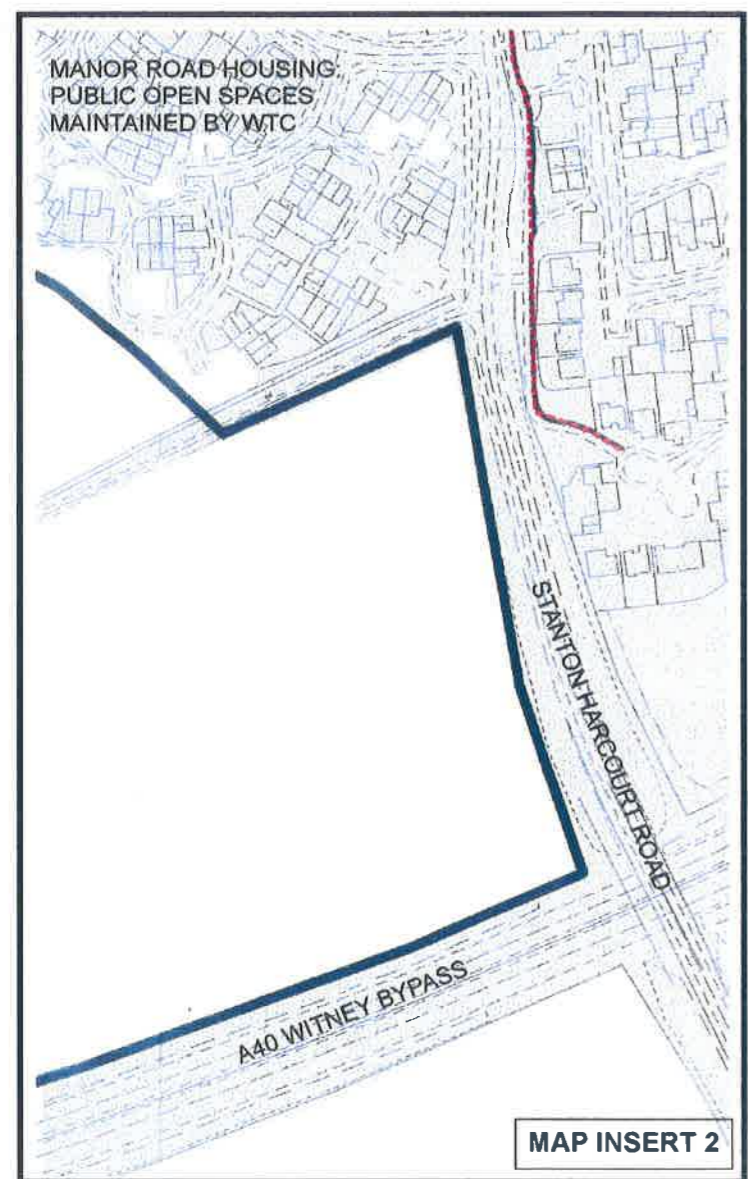 MANOR ROAD HOUSING
PUBLIC OPEN SPACES
MAINTAINED BY WTC
STANTON HARCOURT ROAD
A40 WITNEY BYPASS
MAP INSERT 2